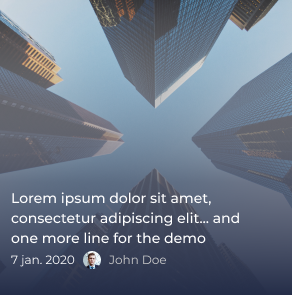 Lorem ipsum dolor sit amet,
consectetur adipiscing elit... and
one more line for the demo
7 jan. 2020 John Doe